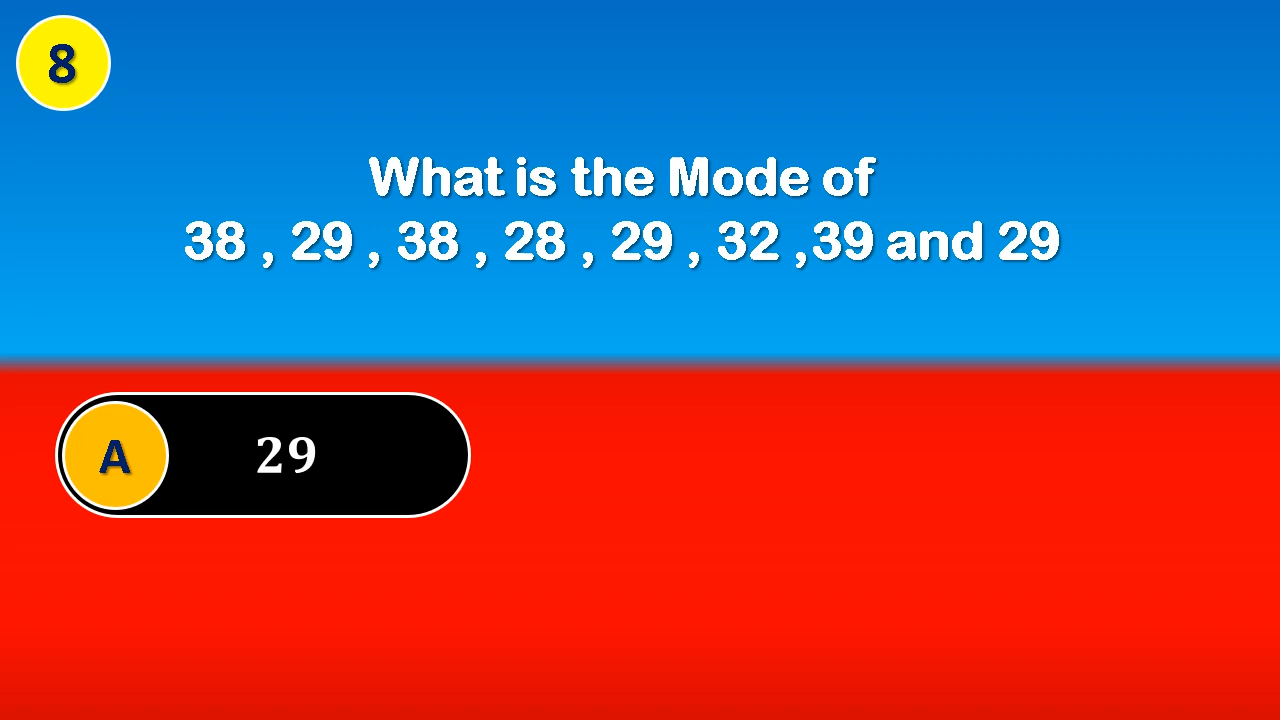 8
What is the Mode of
38 , 29 , 38 , 28 , 29 , 32 ,39 and 29
A 29